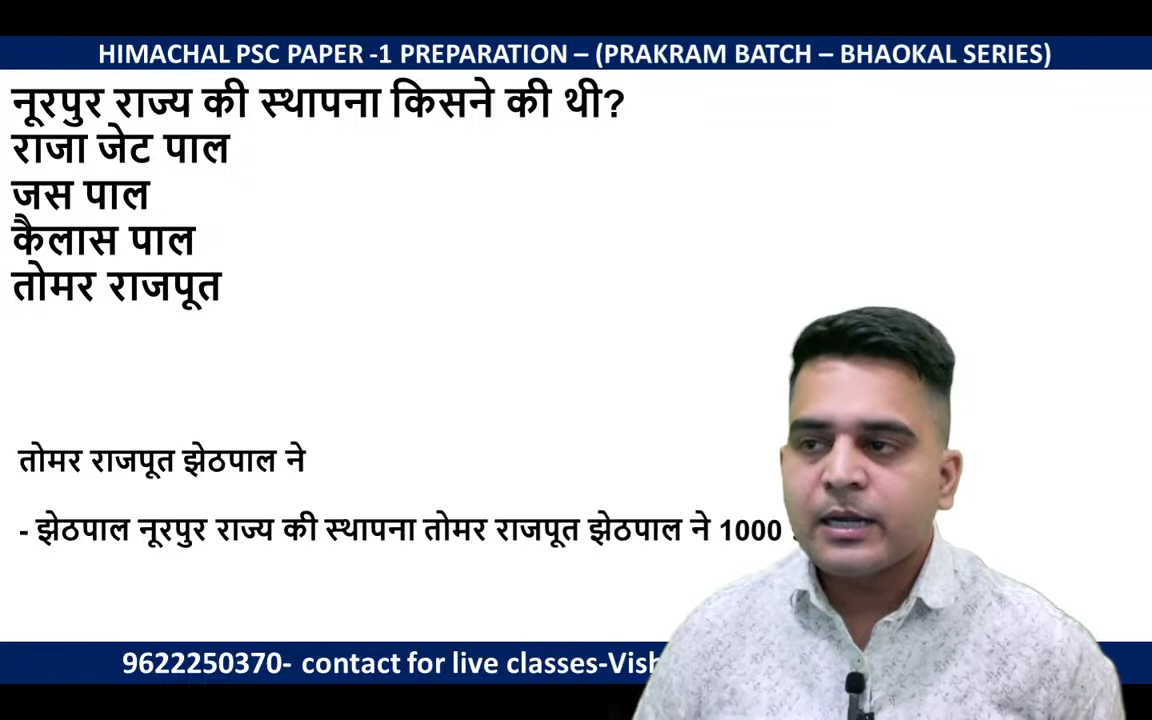 HIMACHAL PSC PAPER -1 PREPARATION – (PRAKRAM BATCH – BHAOKAL SERIES)
नूरपुर राज्य की स्थापना किसने की थी?
राजा जेट पाल
जस पाल
कैलास पाल
तोमर राजपूत
तोमर राजपूत झेठपाल ने
- झेठपाल नूरपुर राज्य की स्थापना तोमर राजपूत झेठपाल ने 1000
9622250370- contact for live classes-